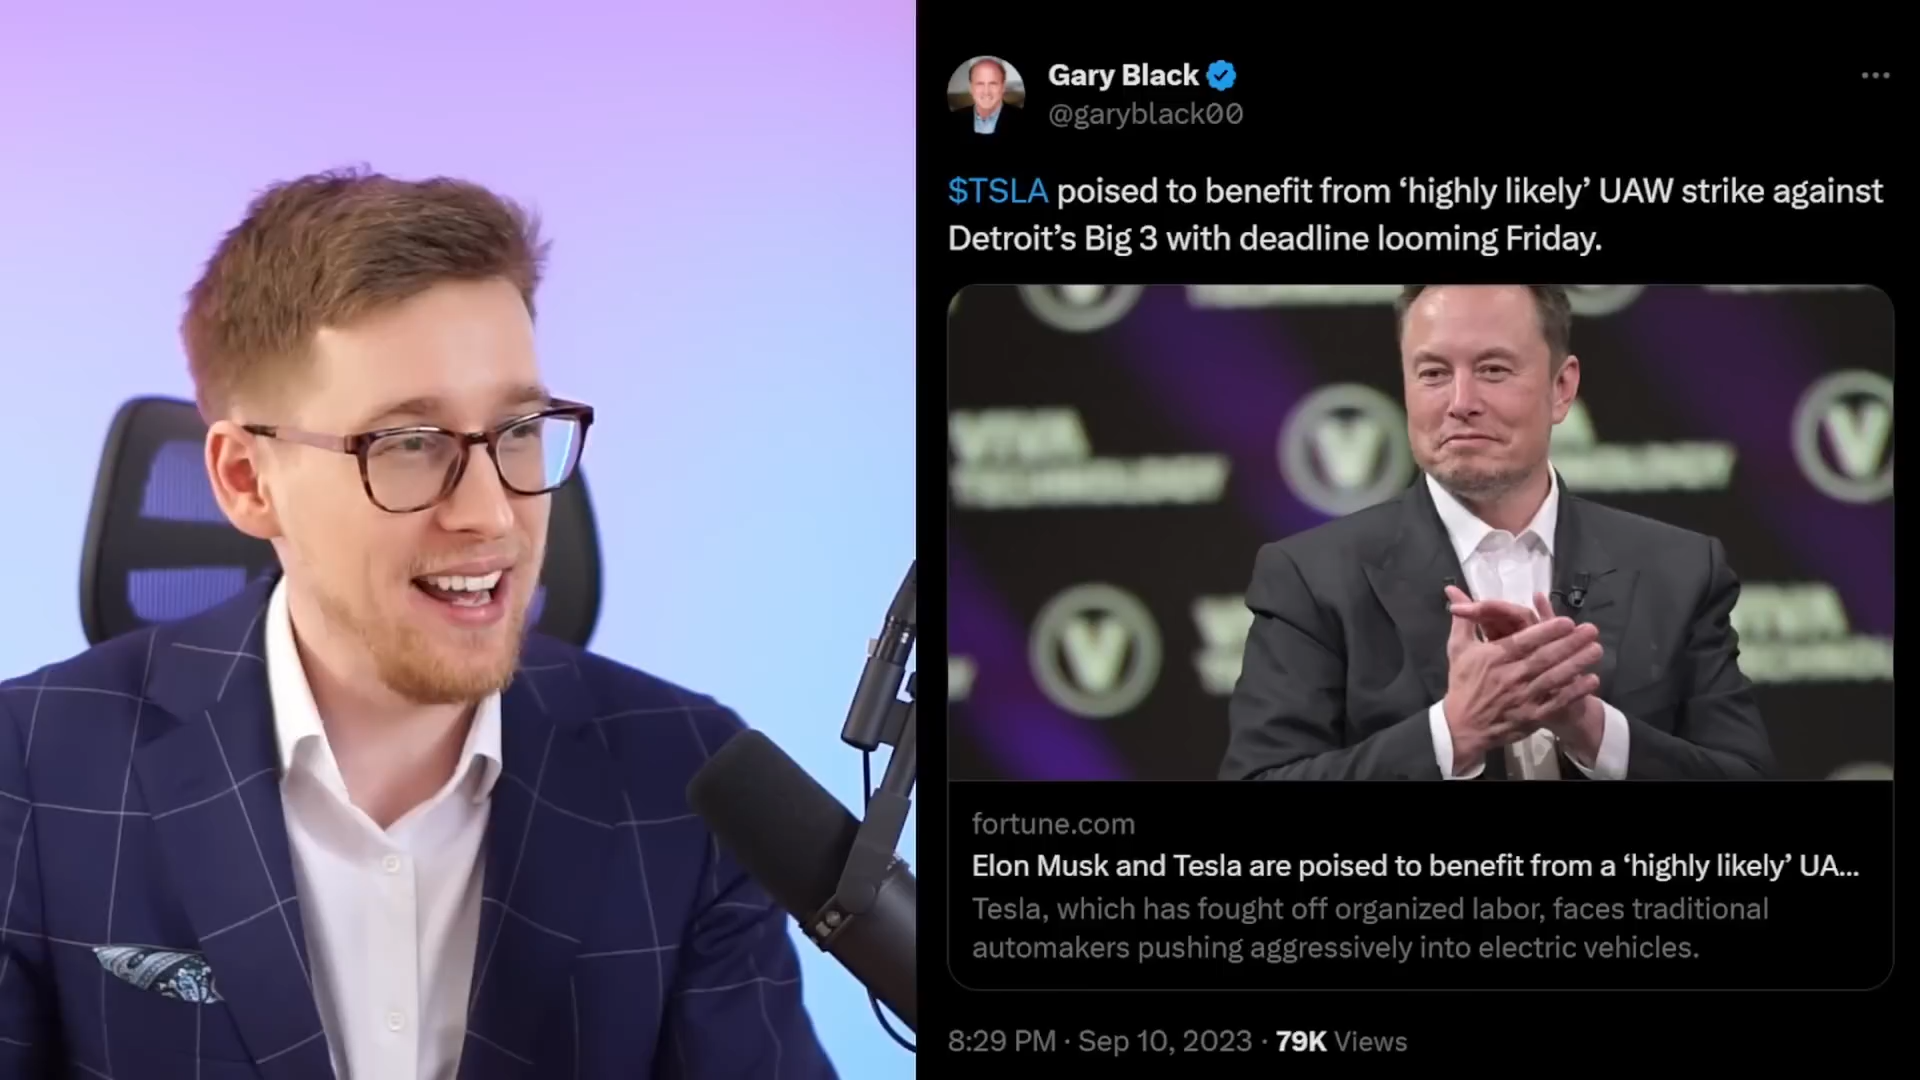 Gary Black
@garyblack00
$TSLA poised to benefit from ‘highly likely’ UAW strike against
Detroit’s Big 3 with deadline looming Friday.
VIVA
TECHNOLOGY
V
V
V
fortune.com
Elon Musk and Tesla are poised to benefit from a ‘highly likely’ UA...
Tesla, which has fought off organized labor, faces traditional
automakers pushing aggressively into electric vehicles.
8:29 PM · Sep 10, 2023 · 79K Views